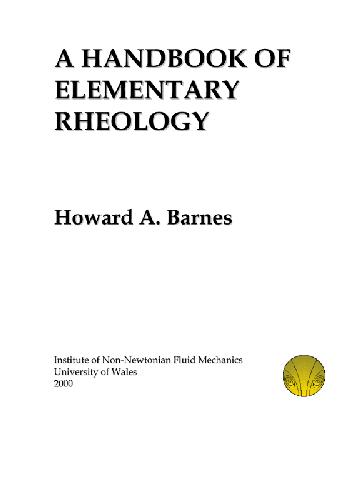 A HANDBOOK OF
ELEMENTARY
RHEOLOGY
Howard A. Barnes
Institute of Non-Newtonian Fluid Mechanics
University of Wales
2000